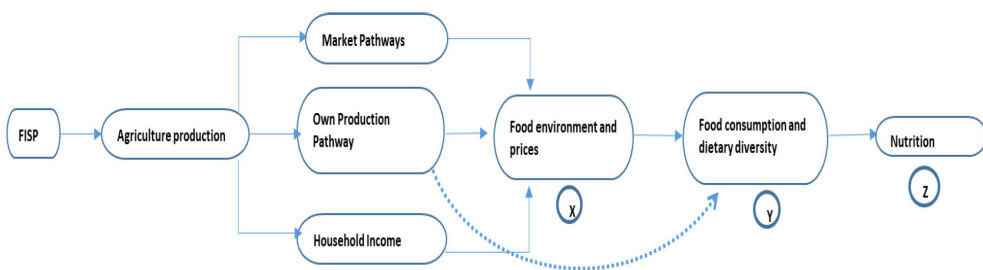 FISP
Agriculture production
Market Pathways
Own Production
Pathway
Household Income
Food environment and
prices
X
Food consumption and
dietary diversity
Y
Nutrition
Z